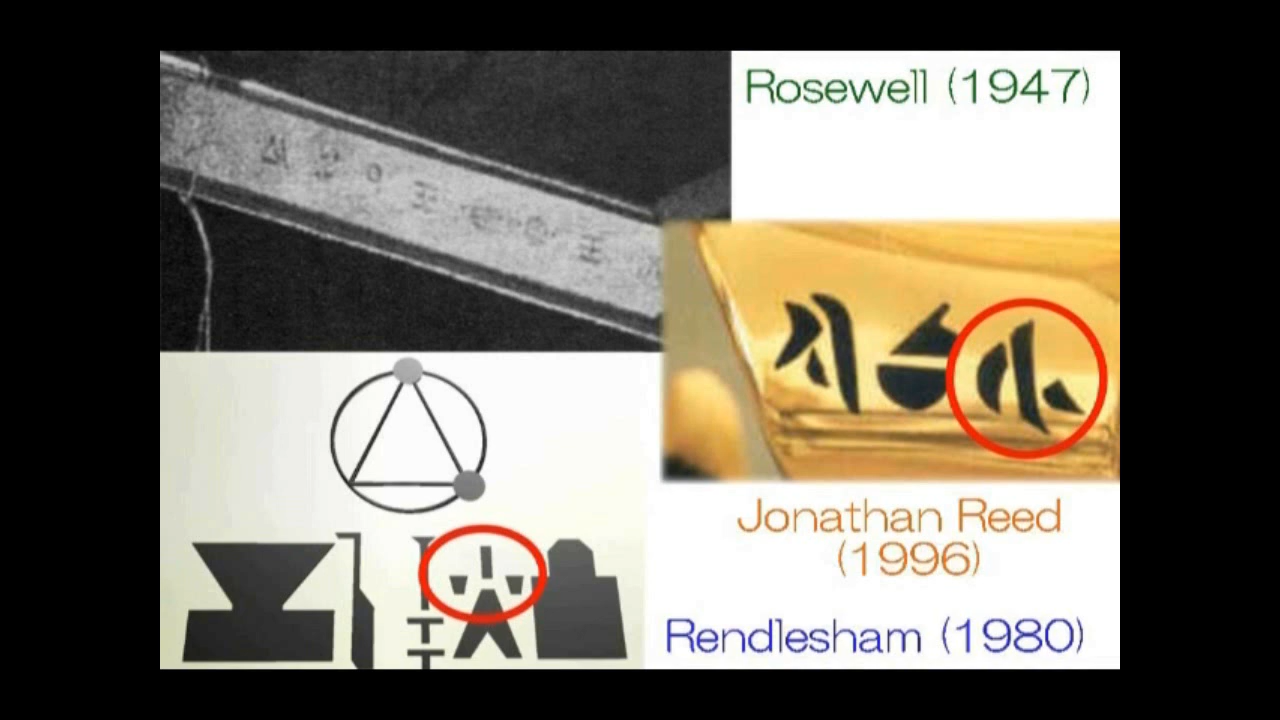 Rosewell (1947)
Jonathan Reed
(1996)
Rendlesham (1980)